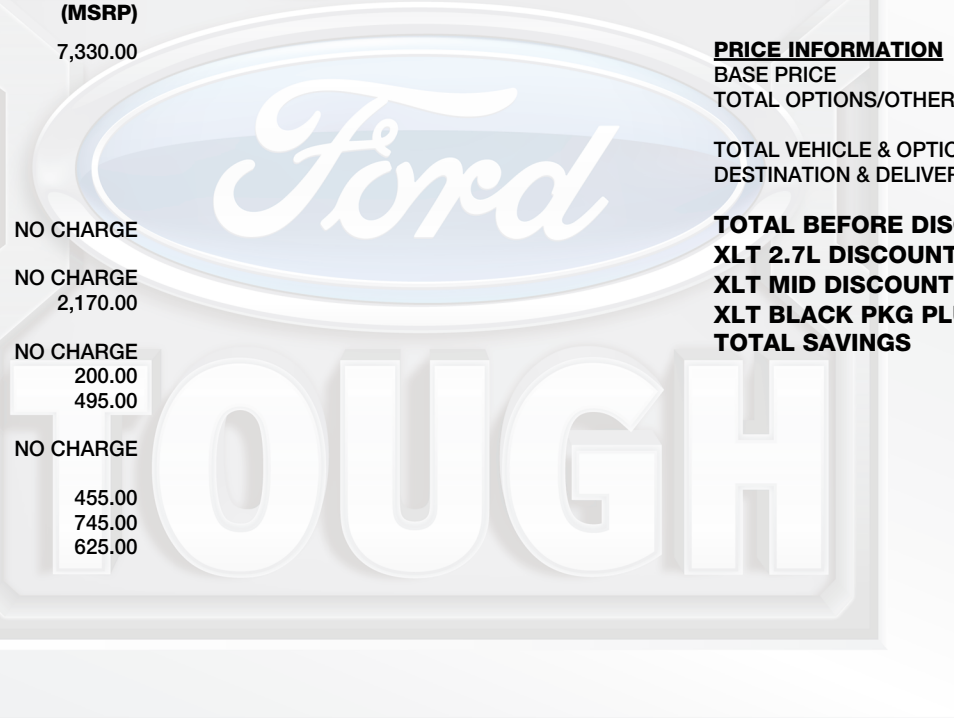 (MSRP)
7,330.00
NO CHARGE
NO CHARGE
2,170.00
NO CHARGE
200.00
495.00
NO CHARGE
455.00
745.00
625.00
Ford
TOUGH
PRICE INFORMATION
BASE PRICE
TOTAL OPTIONS/OTHER
TOTAL VEHICLE & OPTIO
DESTINATION & DELIVER
TOTAL BEFORE DIS
XLT 2.7L DISCOUNT
XLT MID DISCOUNT
XLT BLACK PKG PL
TOTAL SAVINGS